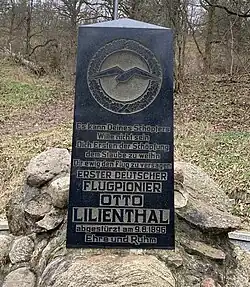 Es kann Deines Schöpfers
Wille nicht sein
Dich Ersten der Schöpfung
dem Staube zu weih'n
Dir ewig den Flug zu versagen
ERSTER DEUTSCHER
FLUGPIONIER
OTTO
LILIENTHAL
abgestürzt am 9.8.1896
Ehre und Ruhm